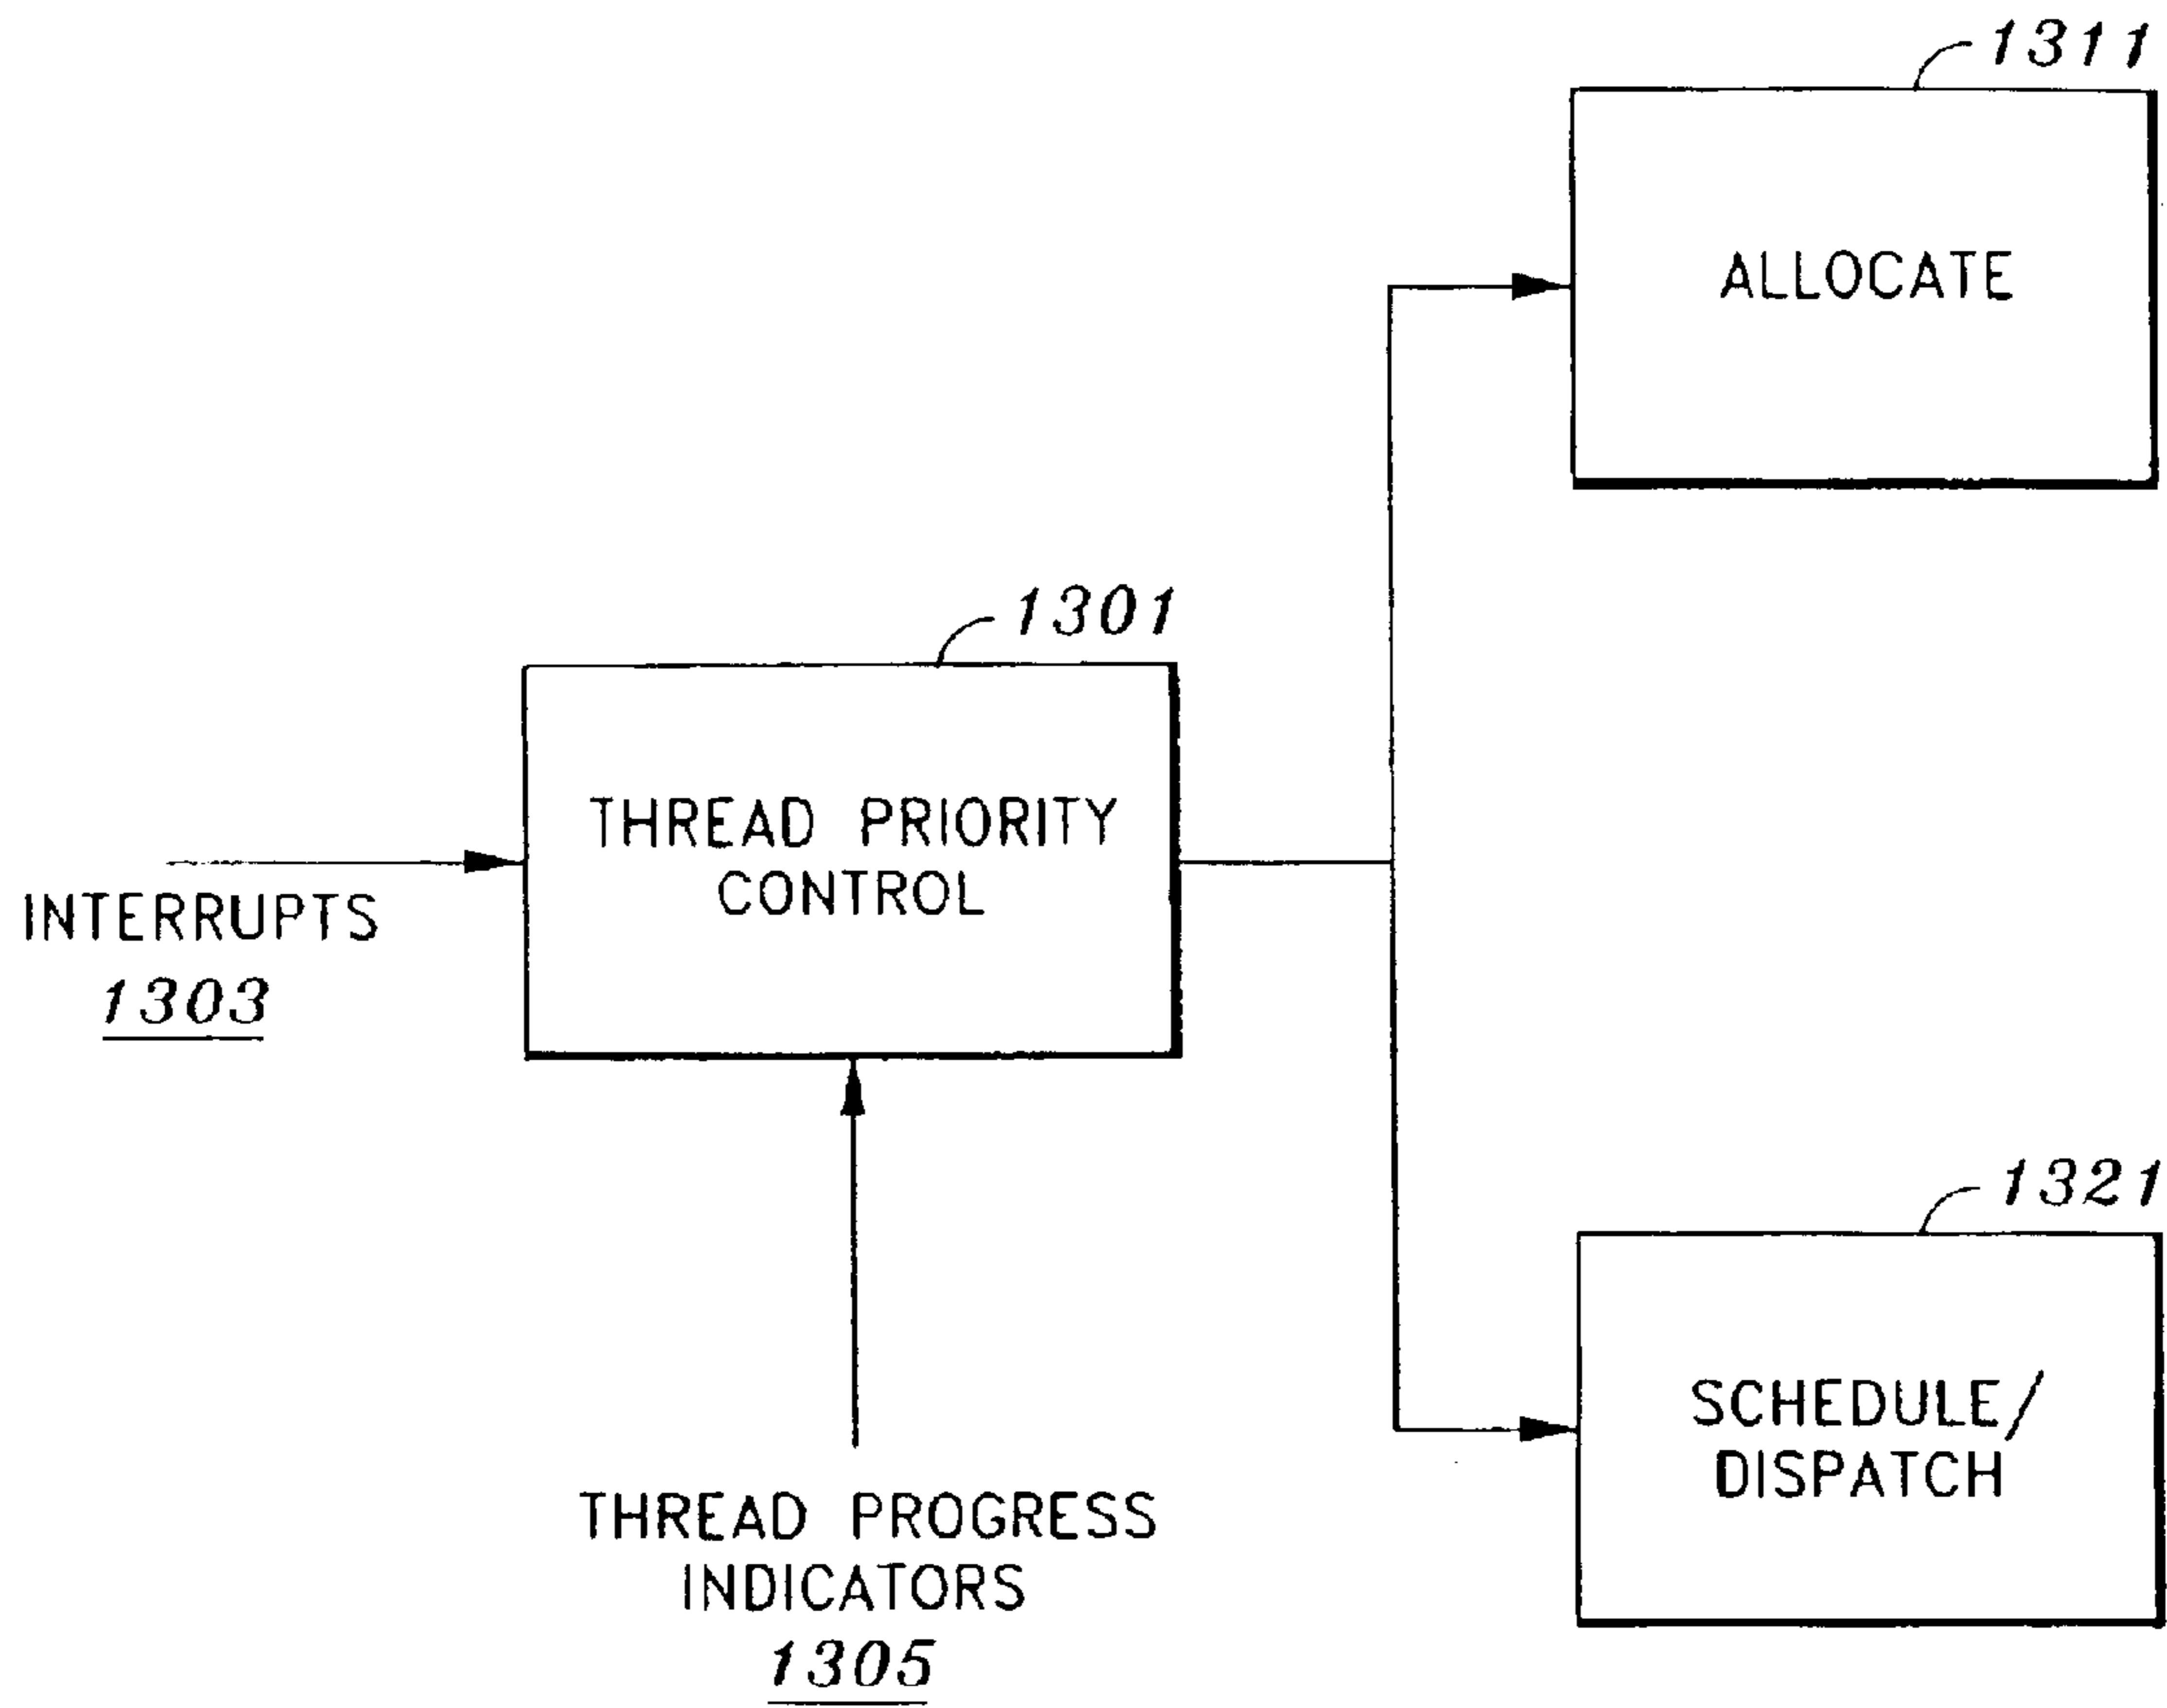 1311
ALLOCATE
1301
THREAD PRIORITY
CONTROL
INTERRUPTS
1303
1321
SCHEDULE/
DISPATCH
THREAD PROGRESS
INDICATORS
1305